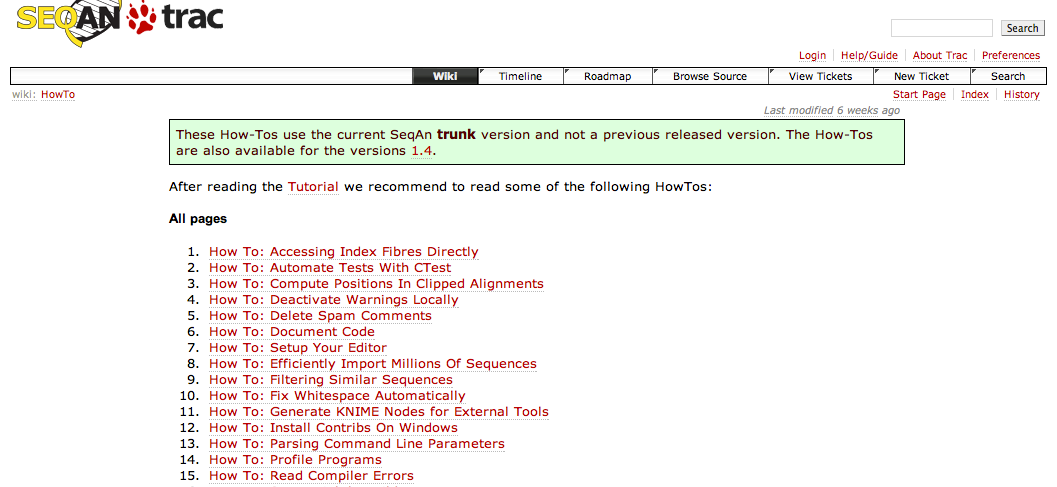 SEQAN trac
Search
Login Help/Guide About Trac Preferences
Wiki Timeline Roadmap Browse Source View Tickets New Ticket Search
wiki: HowTo Start Page Index History
Last modified 6 weeks ago
These How-Tos use the current SeqAn trunk version and not a previous released version. The How-Tos
are also available for the versions 1.4.
After reading the Tutorial we recommend to read some of the following HowTos:
All pages
1. How To: Accessing Index Fibres Directly
2. How To: Automate Tests With CTest
3. How To: Compute Positions In Clipped Alignments
4. How To: Deactivate Warnings Locally
5. How To: Delete Spam Comments
6. How To: Document Code
7. How To: Setup Your Editor
8. How To: Efficiently Import Millions Of Sequences
9. How To: Filtering Similar Sequences
10. How To: Fix Whitespace Automatically
11. How To: Generate KNIME Nodes for External Tools
12. How To: Install Contribs On Windows
13. How To: Parsing Command Line Parameters
14. How To: Profile Programs
15. How To: Read Compiler Errors